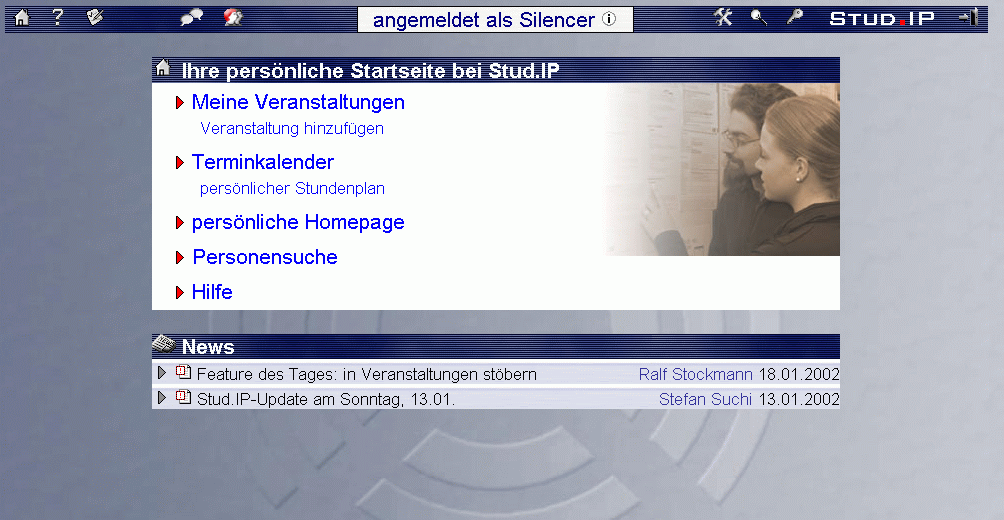 ?
angemeldet als Silencer i
Stud.IP
Ihre persönliche Startseite bei Stud.IP
Meine Veranstaltungen
Veranstaltung hinzufügen
Terminkalender
persönlicher Stundenplan
persönliche Homepage
Personensuche
Hilfe
News
Feature des Tages: in Veranstaltungen stöbern Ralf Stockmann 18.01.2002
Stud.IP-Update am Sonntag, 13.01. Stefan Suchi 13.01.2002